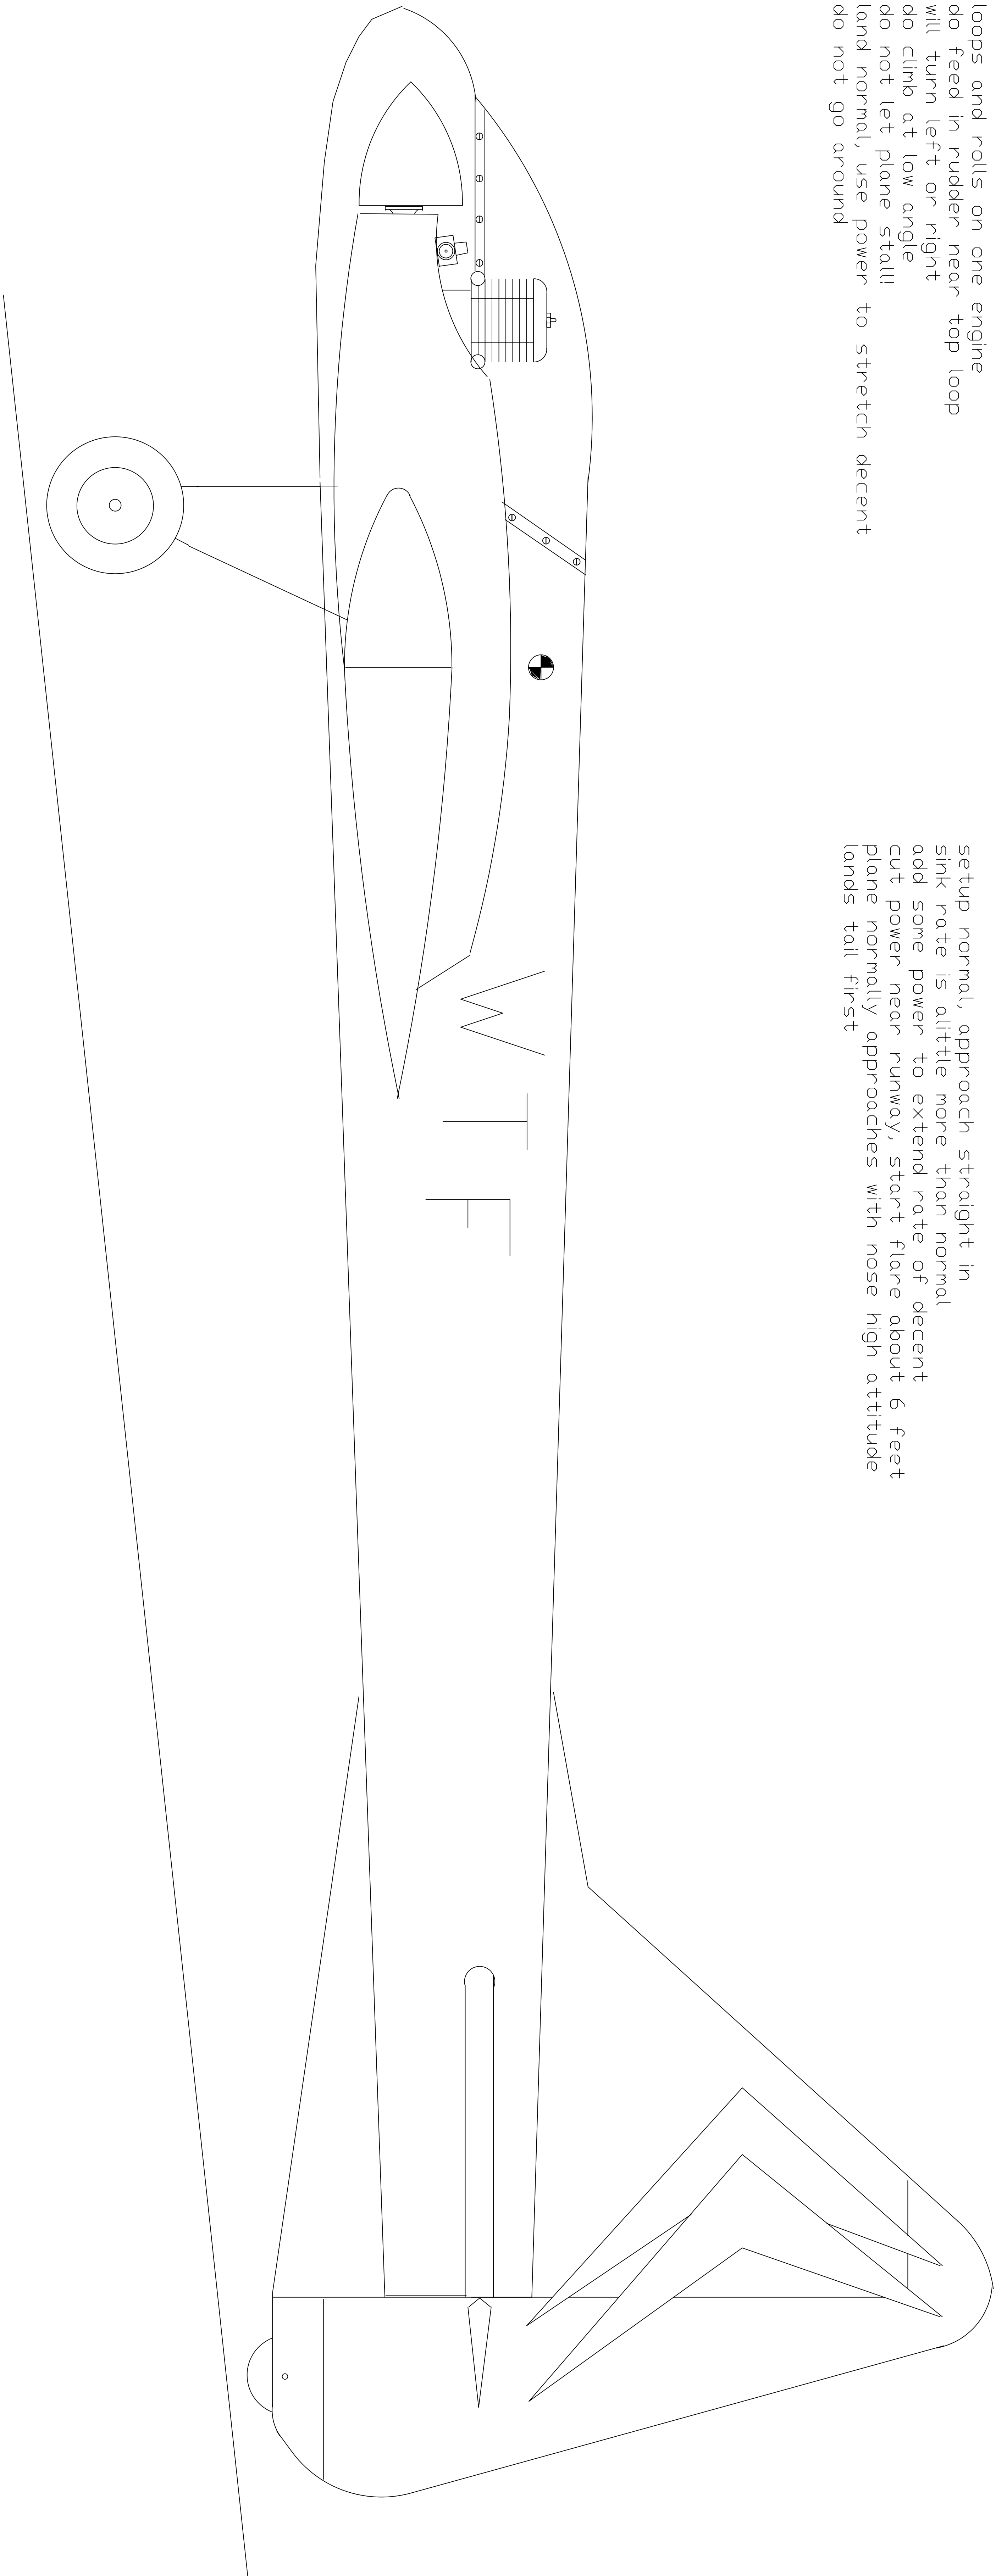 loops and rolls on one engine
do feed in rudder near top loop
will turn left or right
do climb at low angle
do not let plane stall!
land normal, use power to stretch decent
do not go around
setup normal, approach straight in
sink rate is alittle more than normal
add some power to extend rate of decent
cut power near runway, start flare about 6 feet
plane normally approaches with nose high attitude
lands tail first
W T F